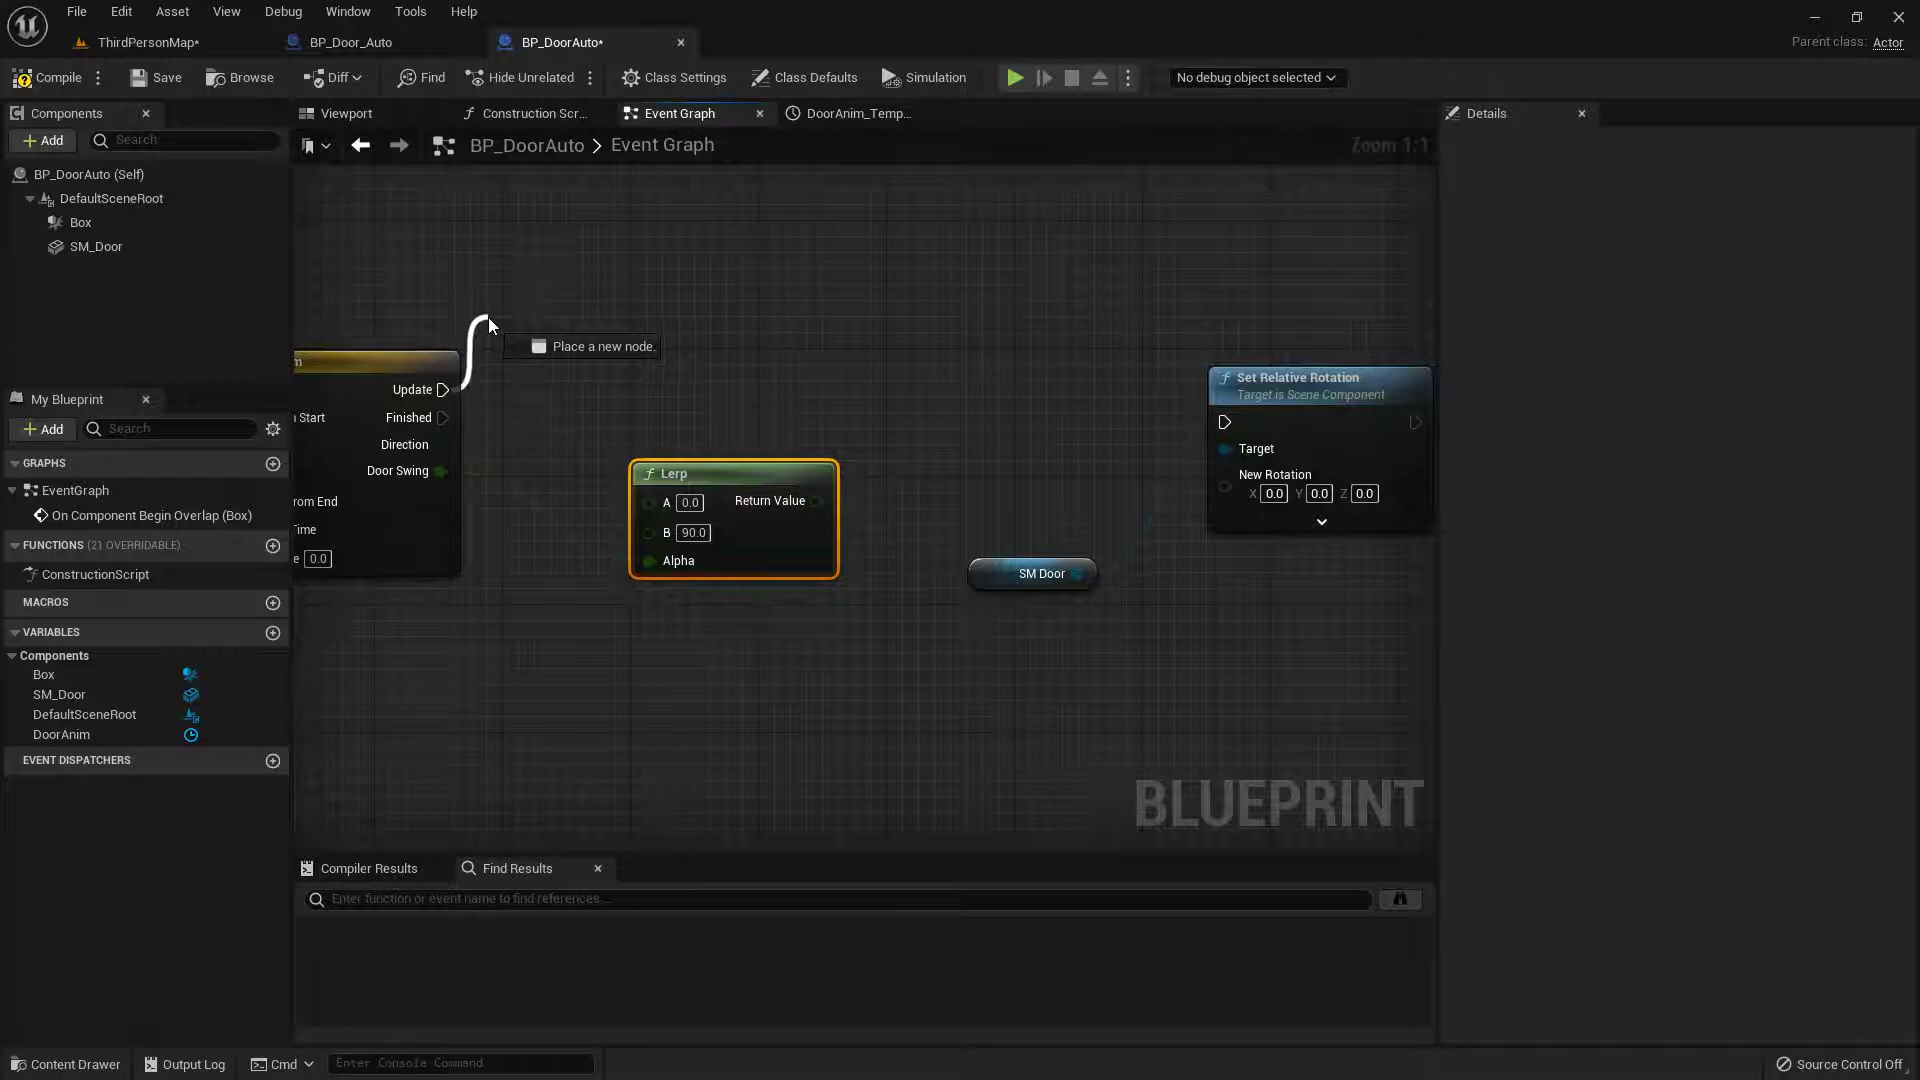 File Edit Asset View Debug Window Tools Help
ThirdPersonMap* BP_Door_Auto BP_DoorAuto*
Parent class: Actor
Compile Save Browse Diff Find Hide Unrelated Class Settings Class Defaults Simulation No debug object selected
Components
Viewport Construction Scr... Event Graph DoorAnim_Temp...
Details
Add Search
BP_DoorAuto > Event Graph
Zoom 1:1
BP_DoorAuto (Self)
DefaultSceneRoot
Box
SM_Door
Place a new node.
m
Update
Start
Finished
Direction
Door Swing
rom End
Time
e 0.0
Lerp
A 0.0 Return Value
B 90.0
Alpha
SM Door
Set Relative Rotation
Target is Scene Component
Target
New Rotation
X 0.0 Y 0.0 Z 0.0
My Blueprint
Add Search
GRAPHS
EventGraph
On Component Begin Overlap (Box)
FUNCTIONS (21 OVERRIDABLE)
ConstructionScript
MACROS
VARIABLES
Components
Box
SM_Door
DefaultSceneRoot
DoorAnim
EVENT DISPATCHERS
BLUEPRINT
Compiler Results Find Results
Enter function or event name to find references...
Content Drawer Output Log Cmd Enter Console Command Source Control Off